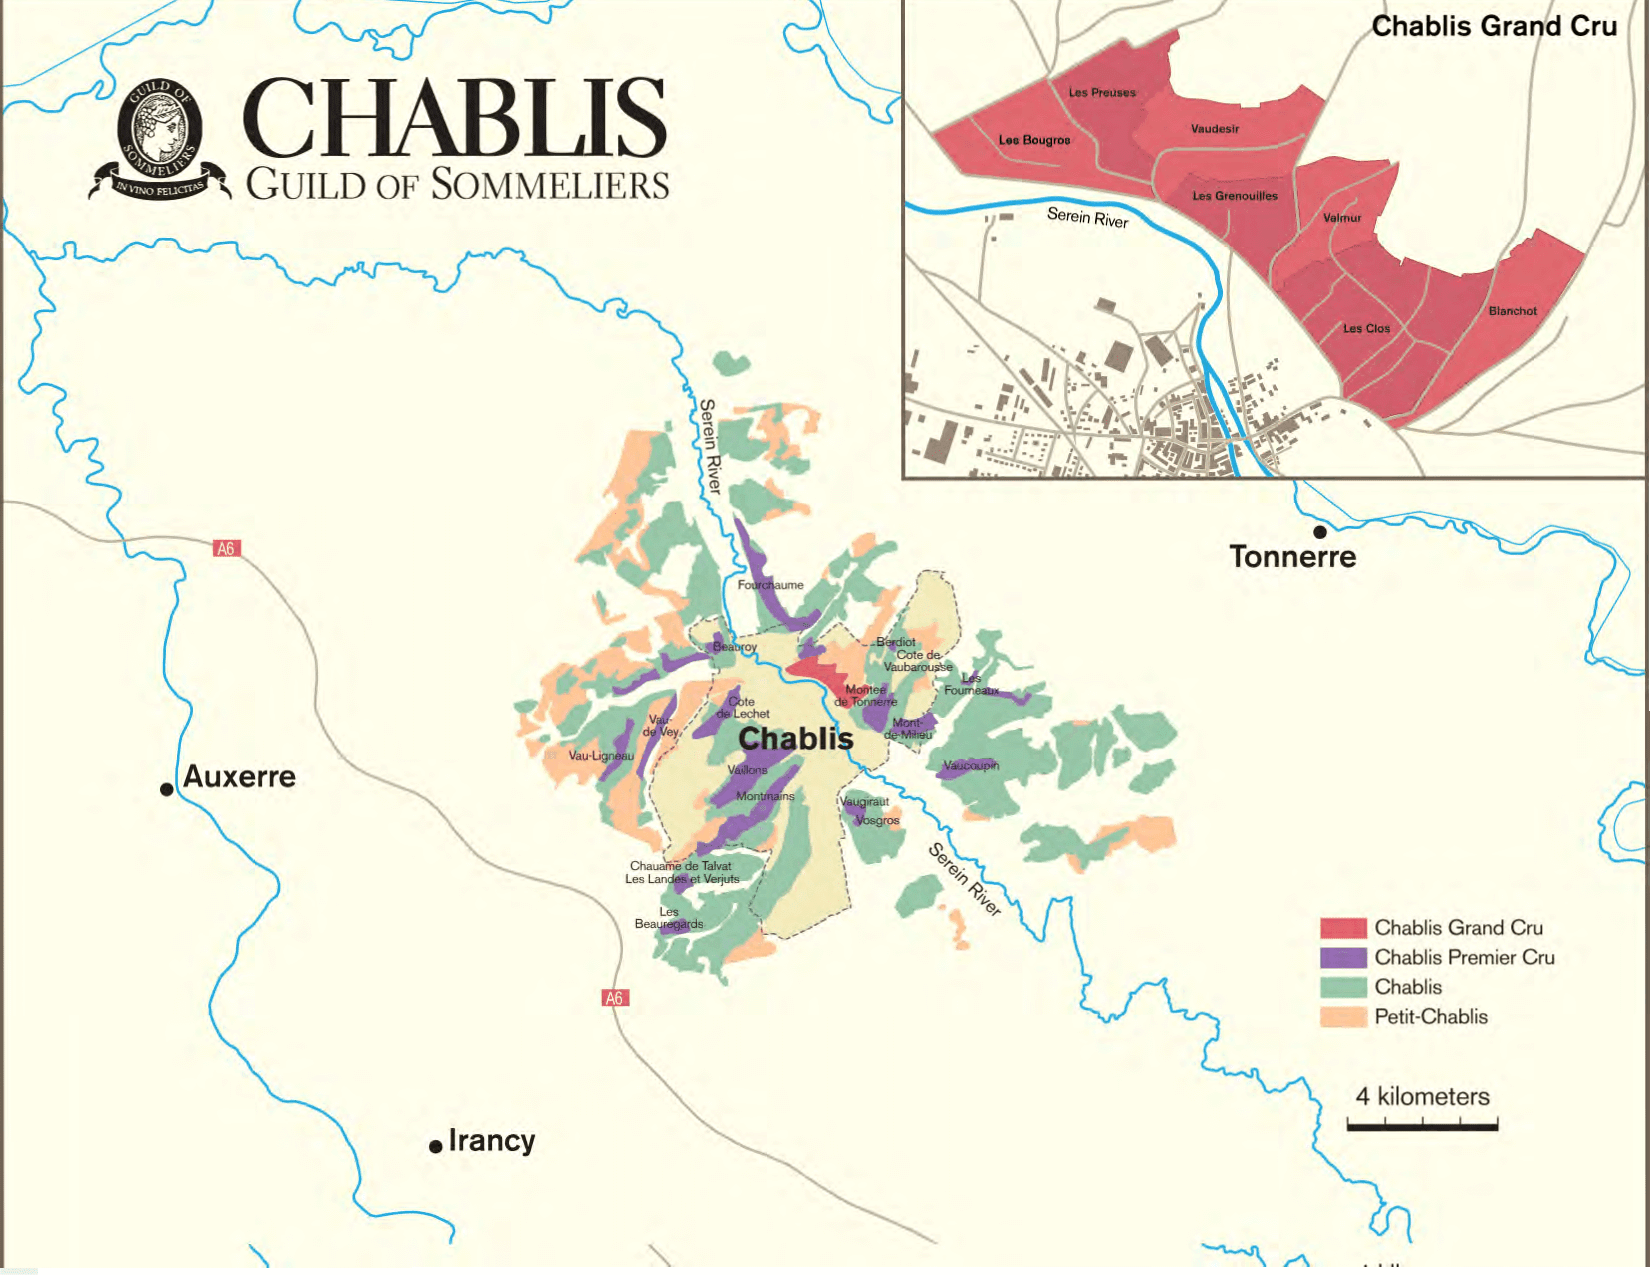 GUILD OF
SOMMELIERS
IN VINO FELICITAS
CHABLIS
GUILD OF SOMMELIERS
Chablis Grand Cru
Les Preuses
Vaudesir
Les Bougros
Les Grenouilles
Valmur
Serein River
Blanchot
Les Clos
Serein River
Tonnerre
A6
Fourchaume
Beauroy
Berdiot
Cote de
Vaubarousse
Les
Fourneaux
Montee
de Tonnerre
Cote
de Lechet
Vau-
de Vey
Mont-
de-Milieu
Chablis
Vau-Ligneau
Vaillons
Vaucoupin
Auxerre
Montmains
Vaugiraut
Vosgros
Chauame de Talvat
Les Landes et Verjuts
Serein River
Les
Beauregards
Chablis Grand Cru
Chablis Premier Cru
Chablis
Petit-Chablis
A6
4 kilometers
Irancy